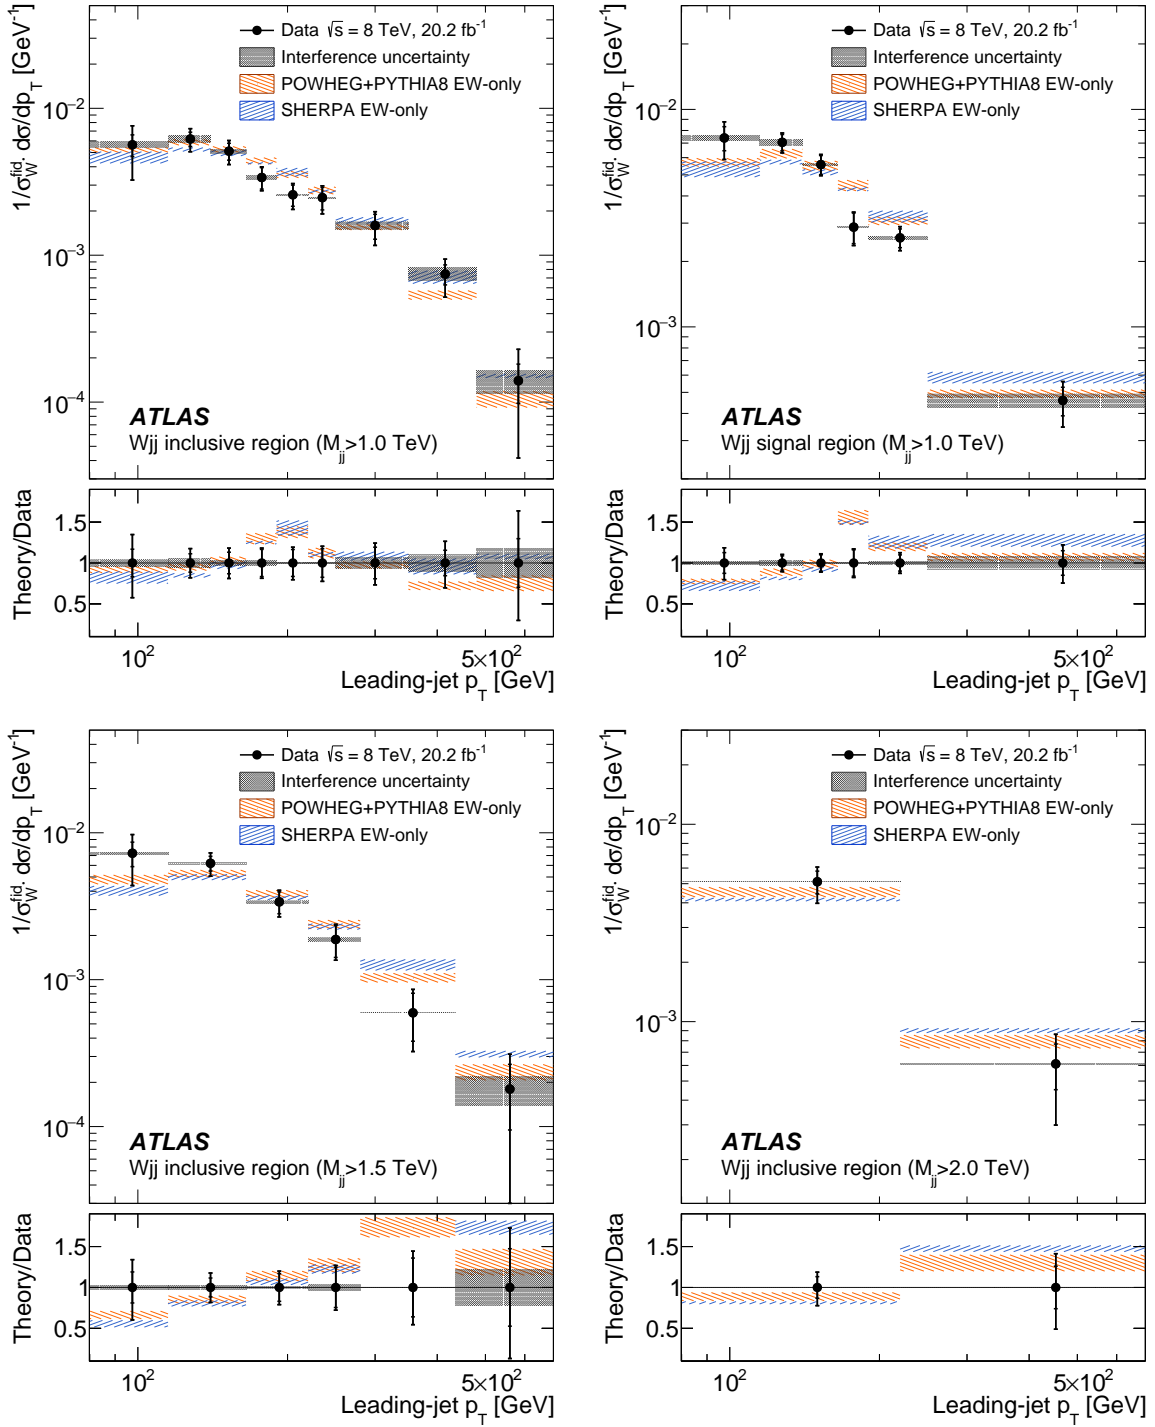 1/σ_W^fid. dσ/dp_T [GeV⁻¹]
Data √s = 8 TeV, 20.2 fb⁻¹
Interference uncertainty
POWHEG+PYTHIA8 EW-only
SHERPA EW-only
10⁻²
10⁻³
10⁻⁴
ATLAS
Wjj inclusive region (M_jj>1.0 TeV)
Theory/Data
1.5
1
0.5
10²
5×10²
Leading-jet p_T [GeV]
1/σ_W^fid. dσ/dp_T [GeV⁻¹]
Data √s = 8 TeV, 20.2 fb⁻¹
Interference uncertainty
POWHEG+PYTHIA8 EW-only
SHERPA EW-only
10⁻²
10⁻³
ATLAS
Wjj signal region (M_jj>1.0 TeV)
Theory/Data
1.5
1
0.5
10²
5×10²
Leading-jet p_T [GeV]
1/σ_W^fid. dσ/dp_T [GeV⁻¹]
Data √s = 8 TeV, 20.2 fb⁻¹
Interference uncertainty
POWHEG+PYTHIA8 EW-only
SHERPA EW-only
10⁻²
10⁻³
10⁻⁴
ATLAS
Wjj inclusive region (M_jj>1.5 TeV)
Theory/Data
1.5
1
0.5
10²
5×10²
Leading-jet p_T [GeV]
1/σ_W^fid. dσ/dp_T [GeV⁻¹]
Data √s = 8 TeV, 20.2 fb⁻¹
Interference uncertainty
POWHEG+PYTHIA8 EW-only
SHERPA EW-only
10⁻²
10⁻³
ATLAS
Wjj inclusive region (M_jj>2.0 TeV)
Theory/Data
1.5
1
0.5
10²
5×10²
Leading-jet p_T [GeV]